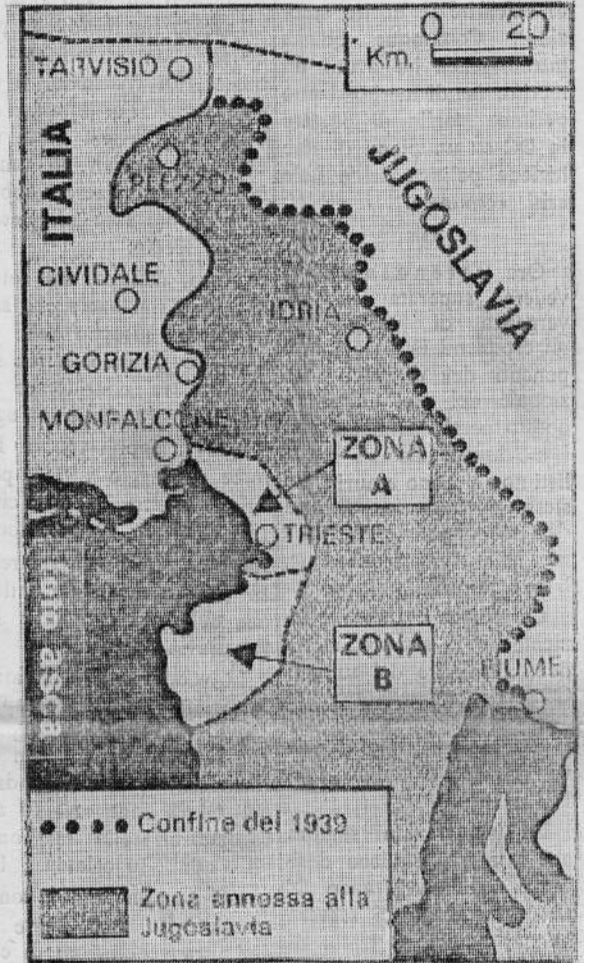 0 20
Km.
TARVISIO
ITALIA
PLEZZO
JUGOSLAVIA
CIVIDALE
IDRIA
GORIZIA
MONFALCONE
ZONA
A
TRIESTE
foto asca
ZONA
B
FIUME
Confine del 1939
Zona annessa alla
Jugoslavia